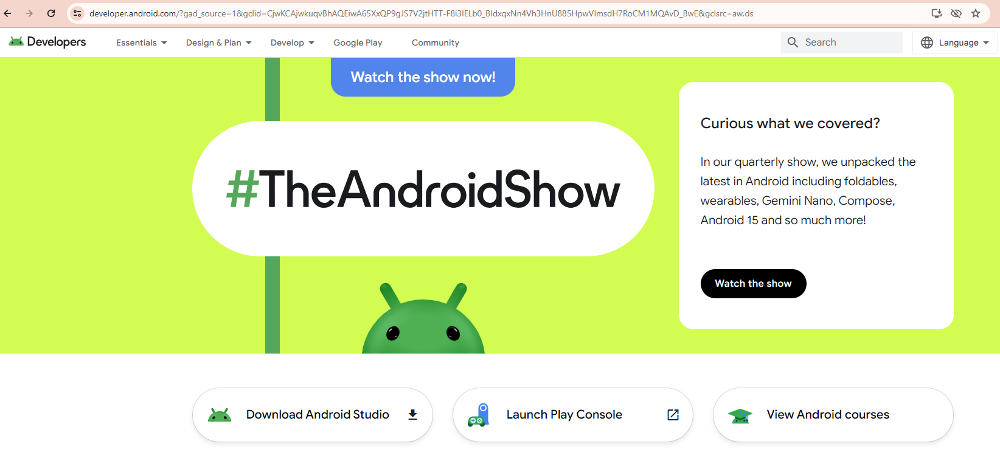 developer.android.com/?gad_source=1&gclid=CjwKCAjwkuqvBhAQEiwA65XxQP9gJS7V2jtHTT-F8i3IELb0_BIdxqxNn4Vh3HnU885HpwVImsdH7RoCM1MQAvD_BwE&gclsrc=aw.ds
Developers Essentials Design & Plan Develop Google Play Community Search Language
Watch the show now!
#TheAndroidShow
Curious what we covered?
In our quarterly show, we unpacked the
latest in Android including foldables,
wearables, Gemini Nano, Compose,
Android 15 and so much more!
Watch the show
Download Android Studio
Launch Play Console
View Android courses